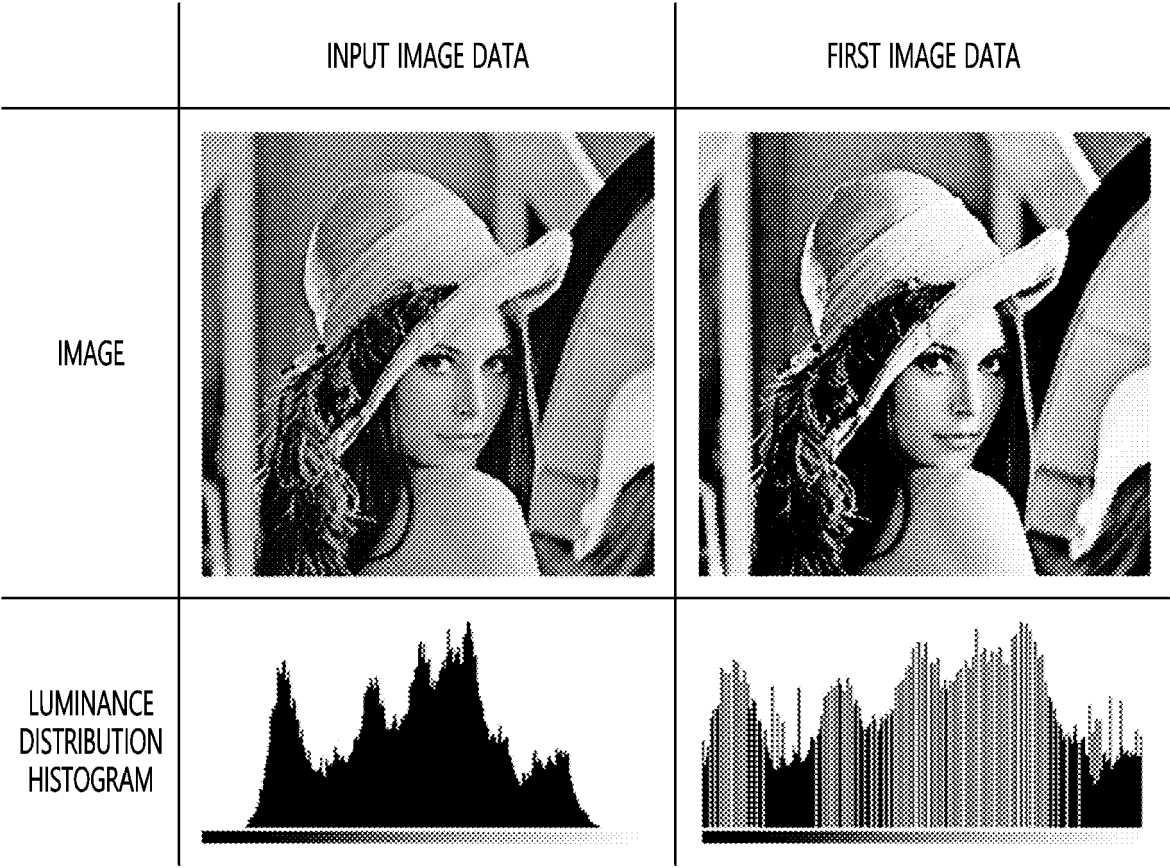 INPUT IMAGE DATA
FIRST IMAGE DATA
IMAGE
LUMINANCE
DISTRIBUTION
HISTOGRAM